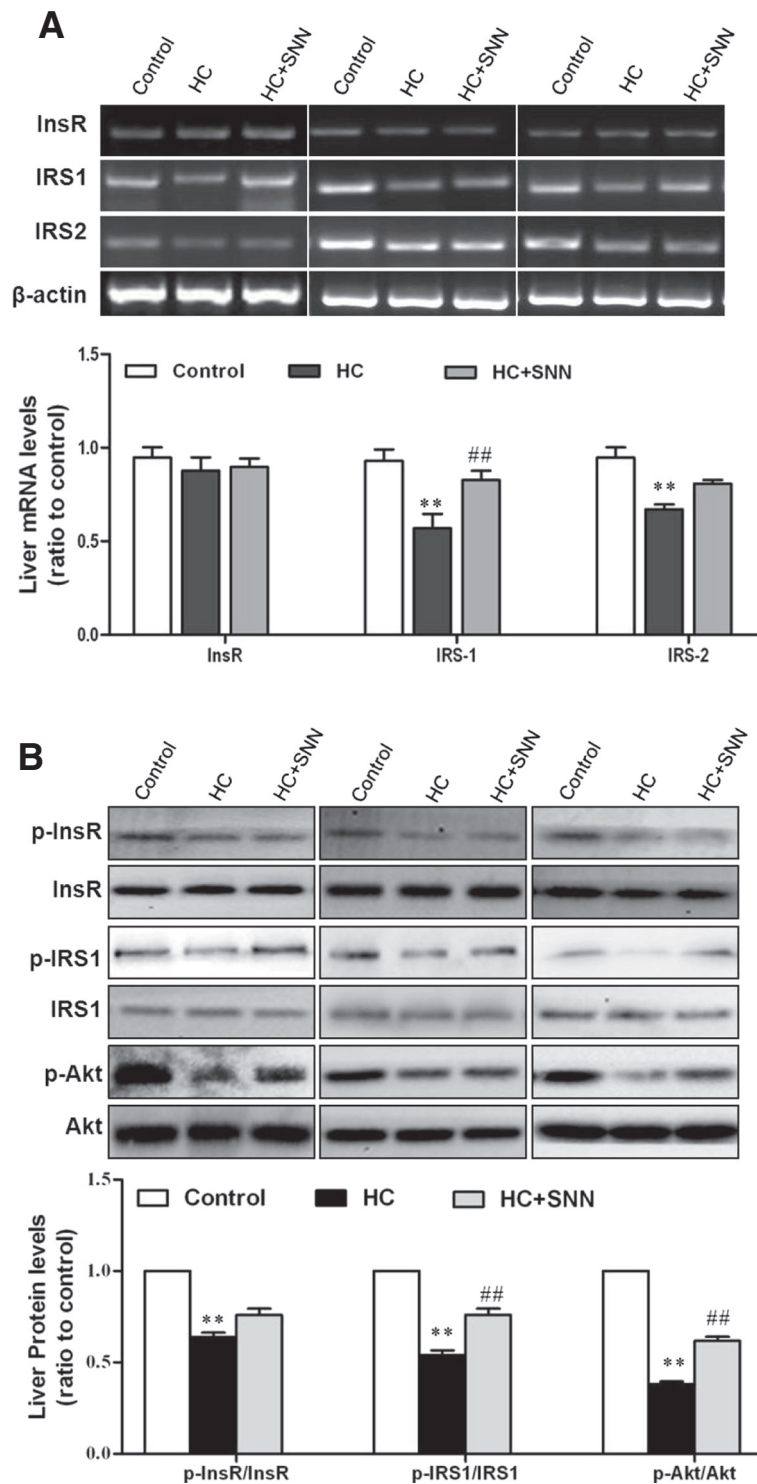 A
Control HC HC+SNN Control HC HC+SNN Control HC HC+SNN
InsR
IRS1
IRS2
β-actin
1.5
Control HC HC+SNN
1.0
##
**
**
0.5
0.0
Liver mRNA levels
(ratio to control)
InsR IRS-1 IRS-2
B
Control HC HC+SNN Control HC HC+SNN Control HC HC+SNN
p-InsR
InsR
p-IRS1
IRS1
p-Akt
Akt
1.5
Control HC HC+SNN
1.0
**
##
**
##
**
0.5
0.0
Liver Protein levels
(ratio to control)
p-InsR/InsR p-IRS1/IRS1 p-Akt/Akt